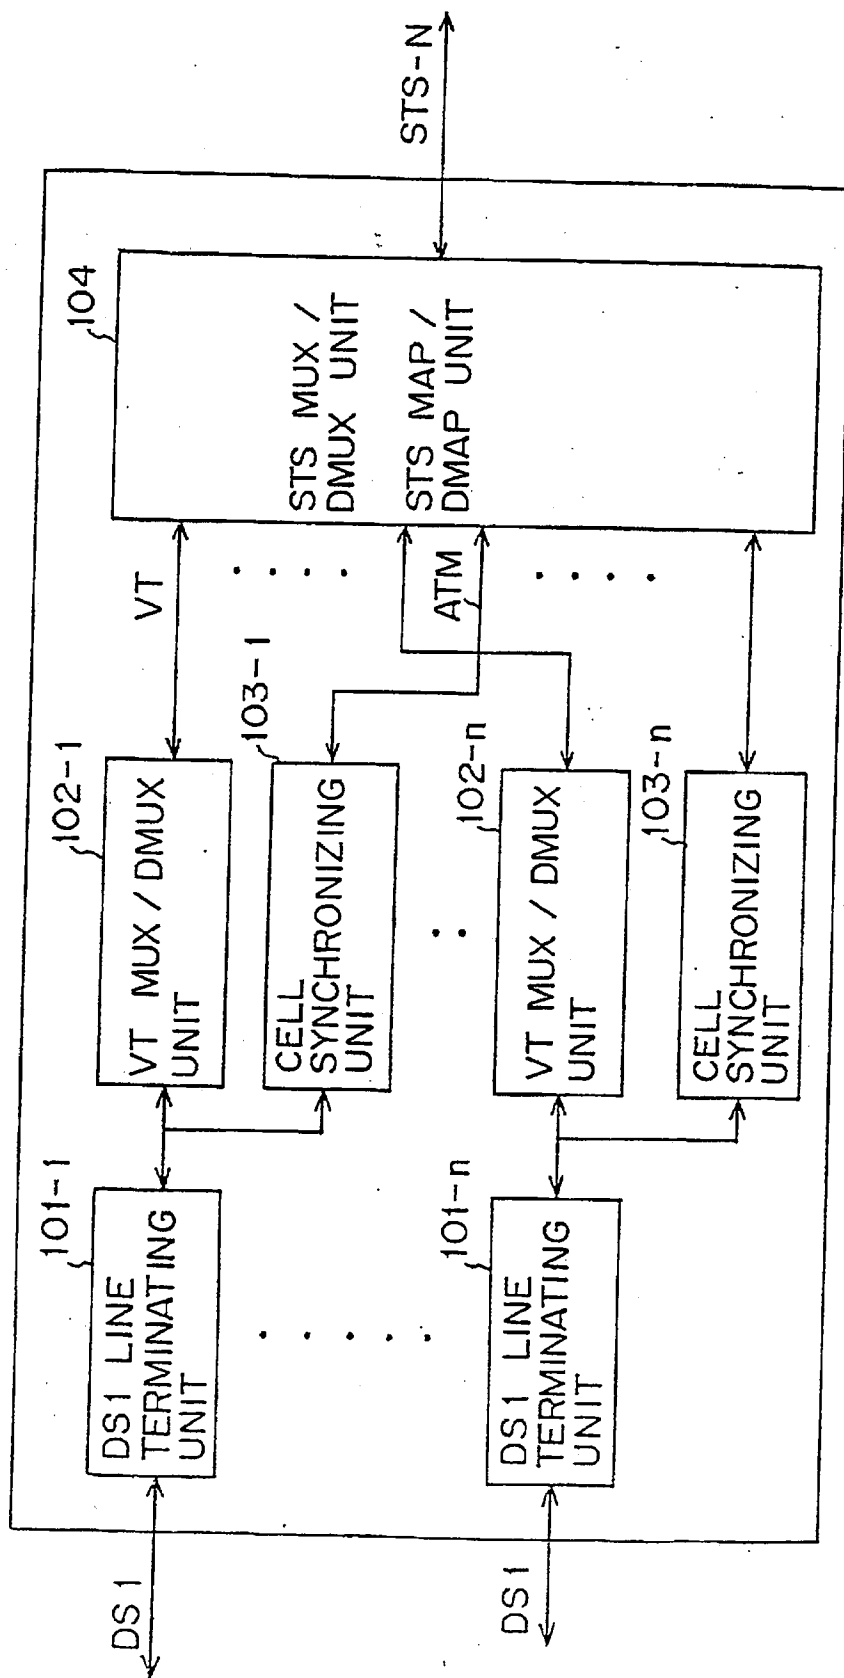 DS1
101-1
DS1 LINE
TERMINATING
UNIT
102-1
VT MUX/DMUX
UNIT
103-1
CELL
SYNCHRONIZING
UNIT
VT
ATM
104
STS MUX/
DMUX UNIT
STS MAP/
DMAP UNIT
STS-N
DS1
101-n
DS1 LINE
TERMINATING
UNIT
102-n
VT MUX/DMUX
UNIT
103-n
CELL
SYNCHRONIZING
UNIT